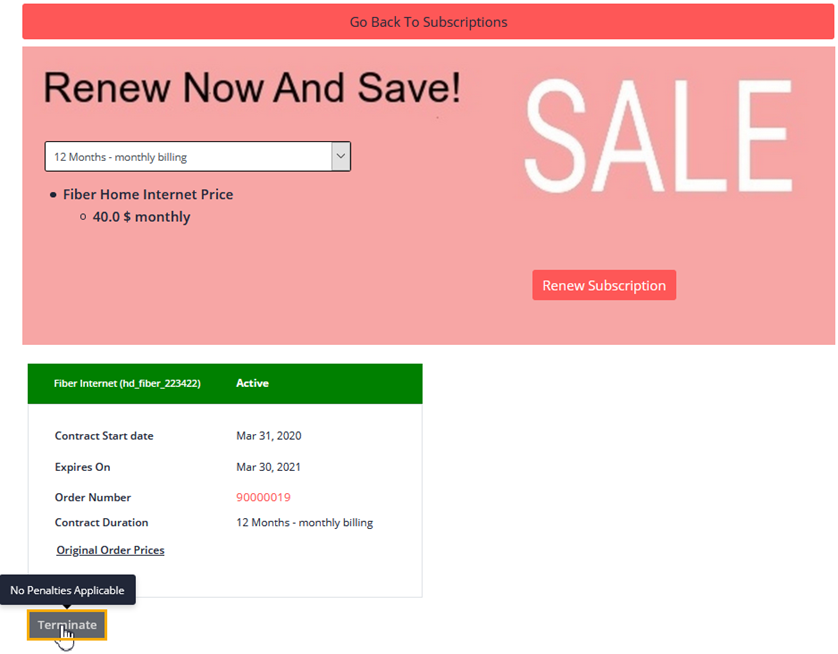 Go Back To Subscriptions
Renew Now And Save!
SALE
12 Months - monthly billing
Fiber Home Internet Price
40.0 $ monthly
Renew Subscription
Fiber Internet (hd_fiber_223422) Active
Contract Start date Mar 31, 2020
Expires On Mar 30, 2021
Order Number 90000019
Contract Duration 12 Months - monthly billing
Original Order Prices
No Penalties Applicable
Terminate